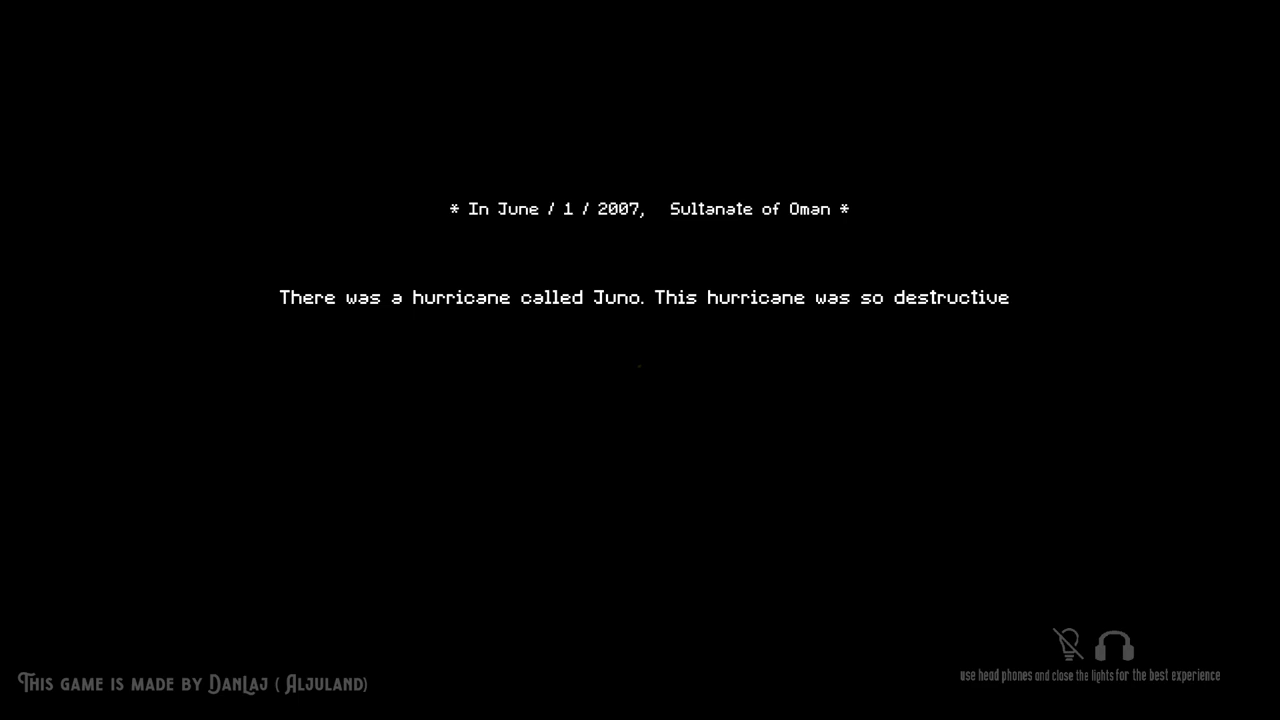 * In June / 1 / 2007,  Sultanate of Oman *
There was a hurricane called Juno. This hurricane was so destructive
use head phones and close the lights for the best experience
This game is made by DanLaj ( Aljuland)